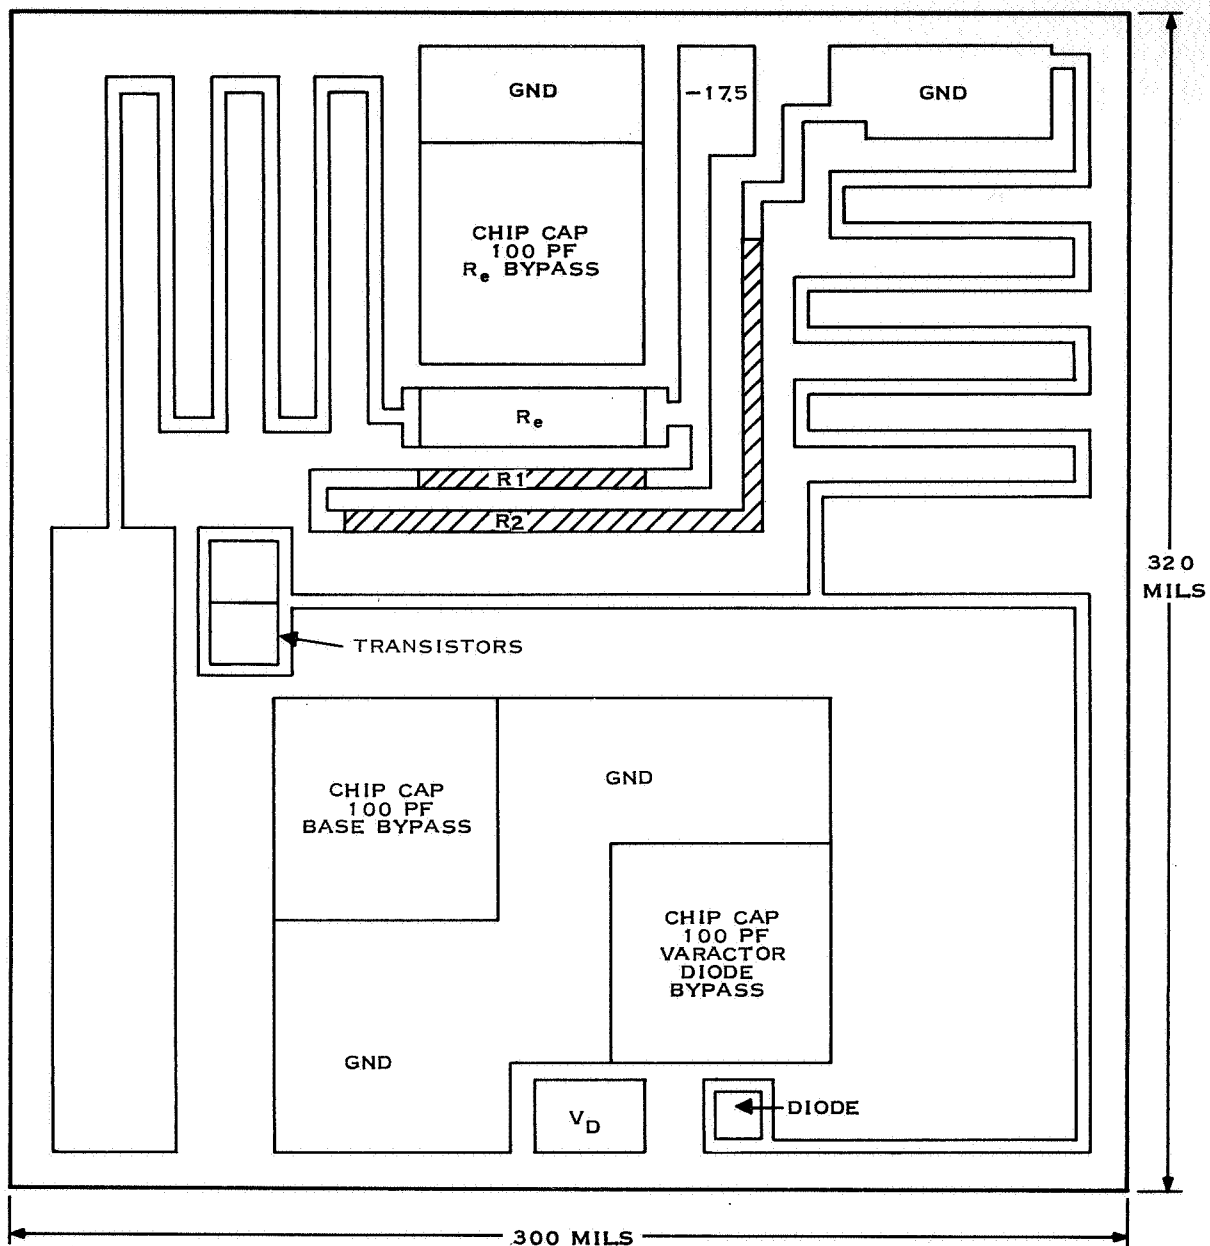 GND
-17.5
GND
CHIP CAP
100 PF
Re BYPASS
Re
R1
R2
320
MILS
TRANSISTORS
CHIP CAP
100 PF
BASE BYPASS
GND
CHIP CAP
100 PF
VARACTOR
DIODE
BYPASS
GND
VD
DIODE
300 MILS